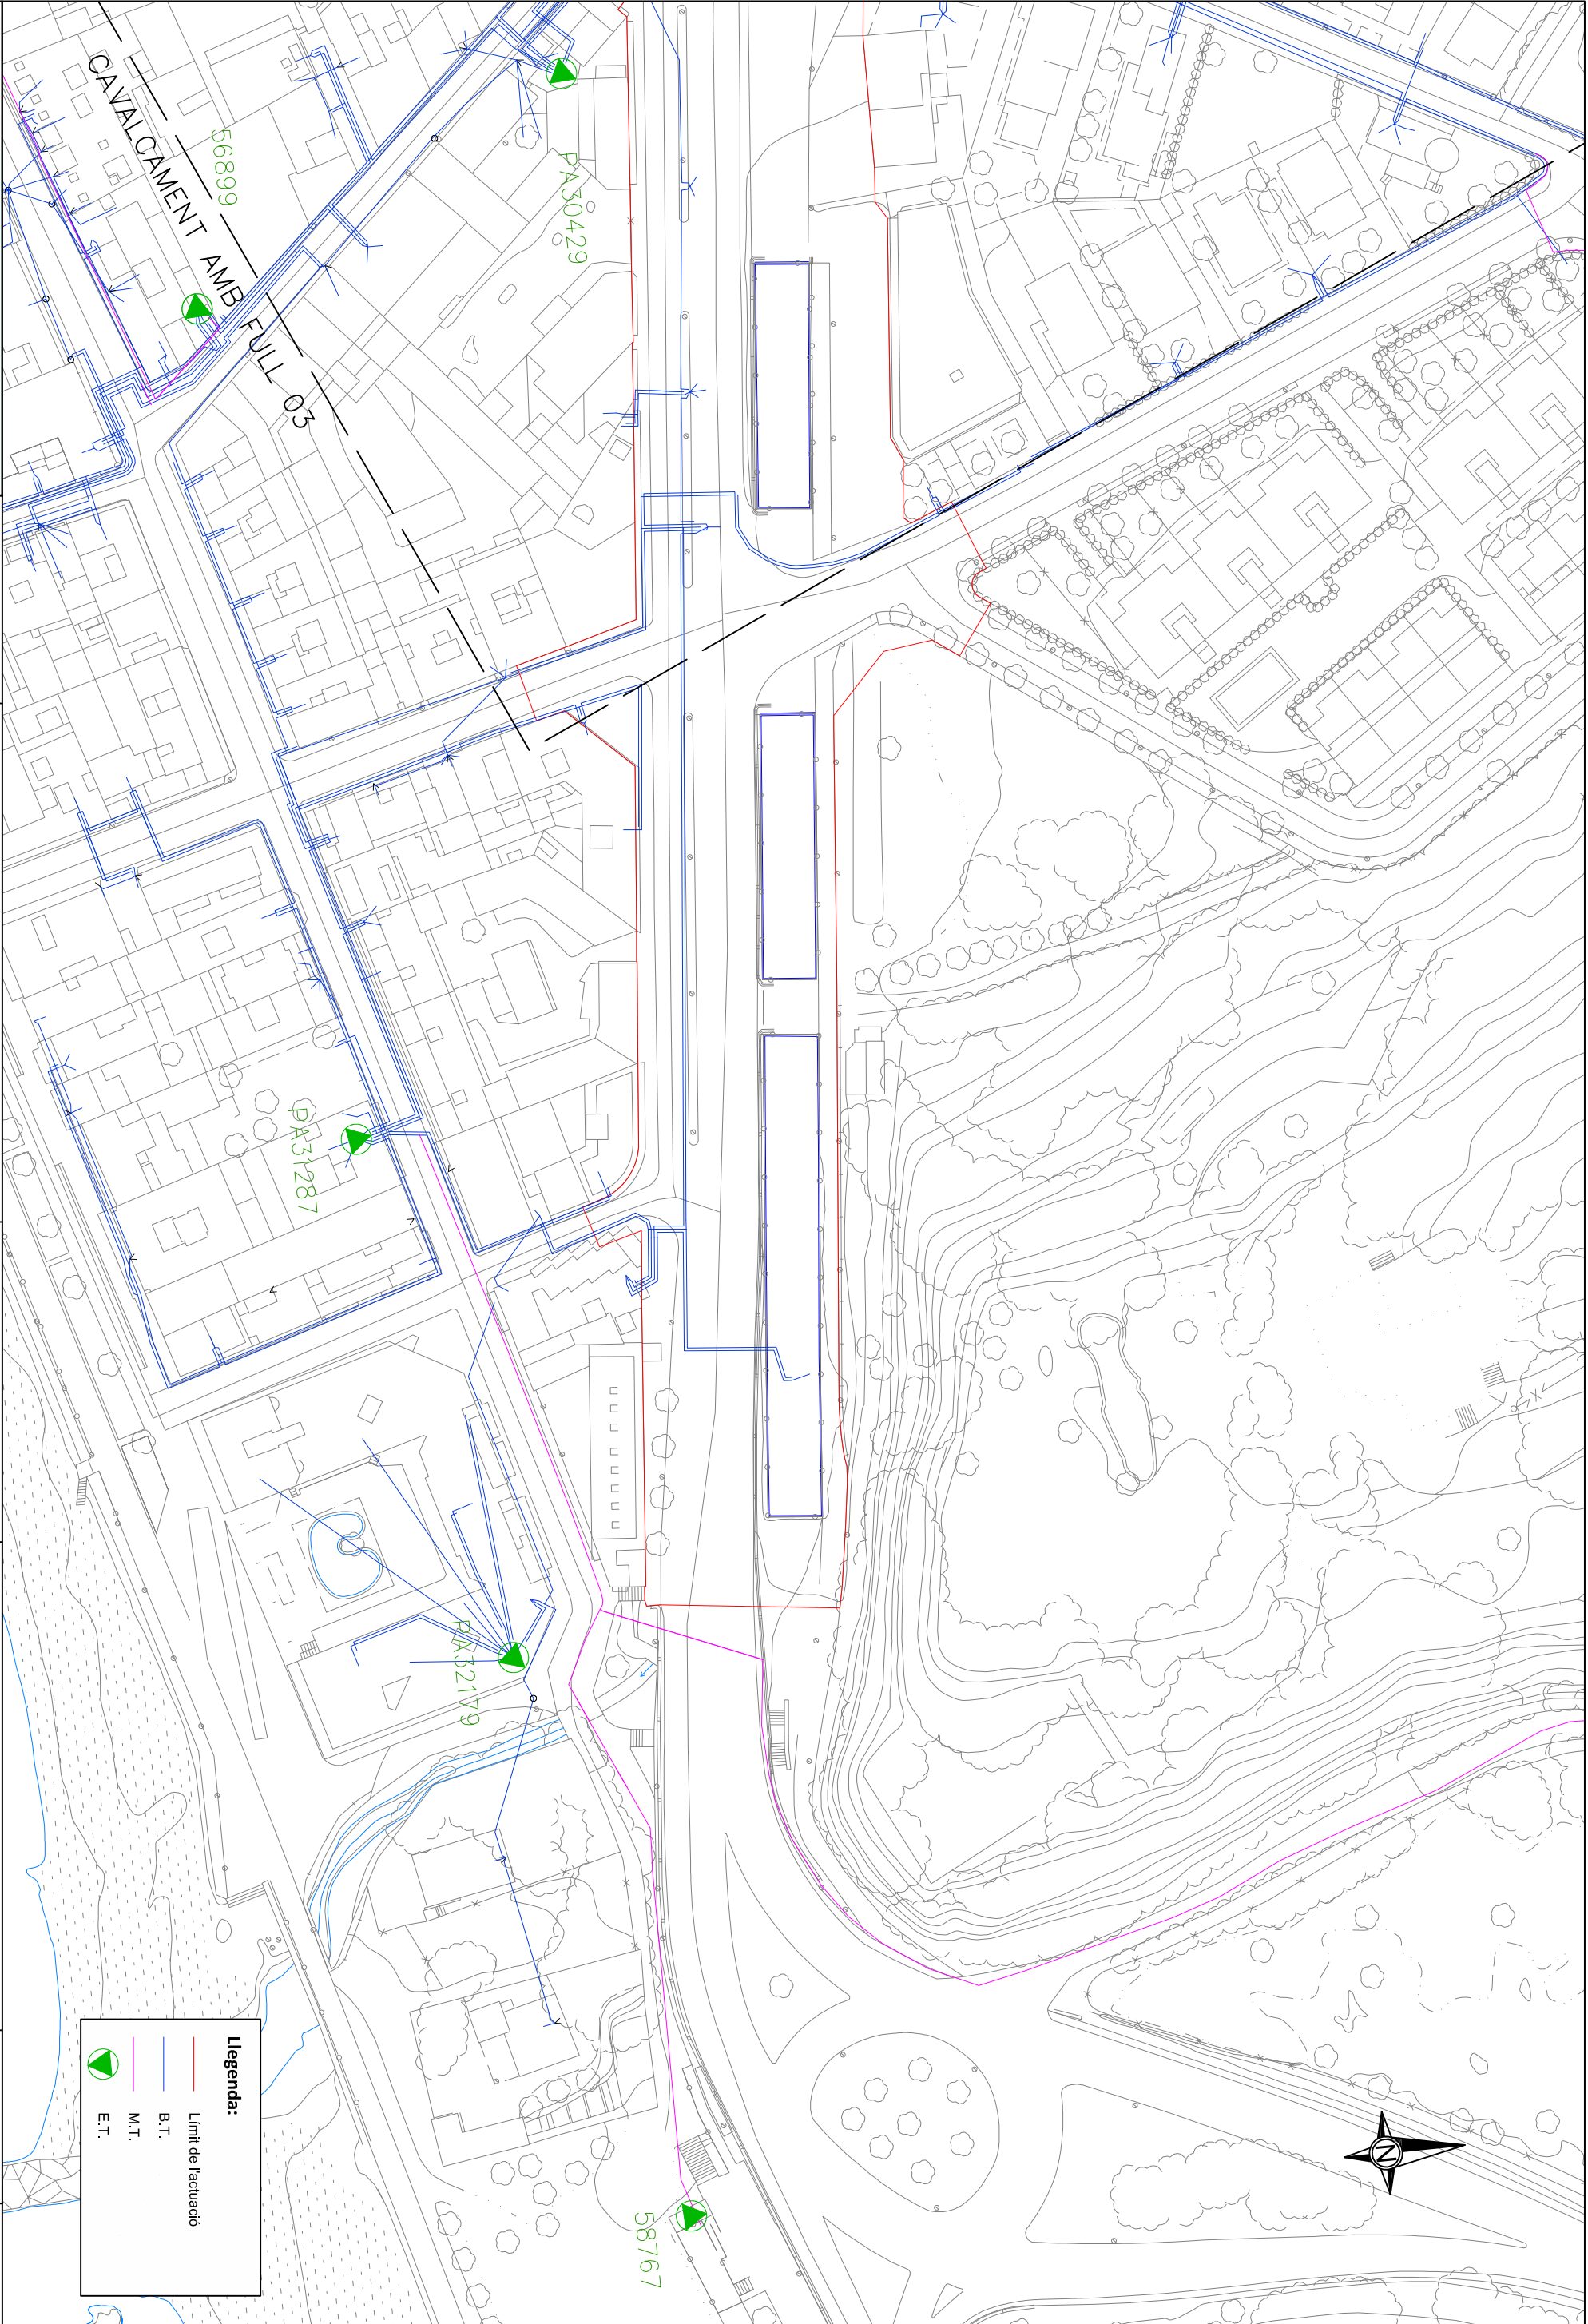 CAVALCAMENT AMB FULL 03
56899
PA30429
PA31287
PA32179
58767
N
Llegenda:
Límit de l'actuació
B.T.
M.T.
E.T.